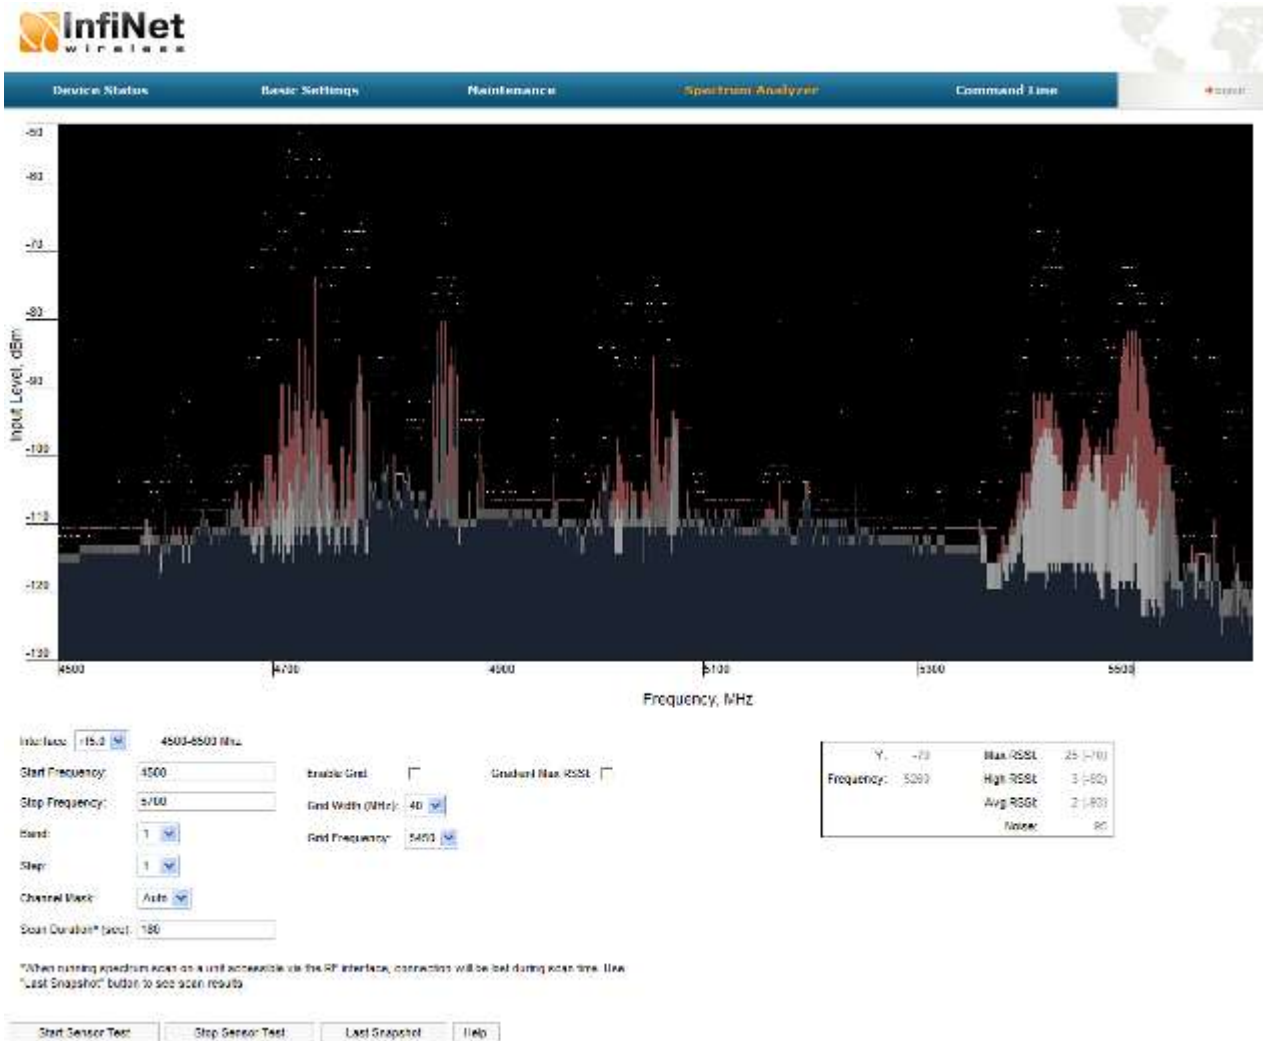 InfiNet
wireless
Device Status
Basic Settings
Maintenance
Spectrum Analyzer
Command Line
-60
-70
-80
-90
-100
-110
-120
-130
Input Level, dBm
4500
4700
4900
5100
5300
5500
Frequency, MHz
Interface:
Start Frequency: 4500
Stop Frequency: 5700
Band: 1
Step: 1
Channel Mask: Auto
Scan Duration* (sec): 180
Enable Grid:
Grid Width (MHz): 40
Grid Frequency:
Gradient Max RSSI:
Y:
Frequency:
Max RSSI:
High RSSI:
Avg RSSI:
Noise:
*When running spectrum scan on a unit accessible via the RF interface, connection will be lost during scan time. Use
"Last Snapshot" button to see scan results
Start Sensor Test
Stop Sensor Test
Last Snapshot
Help